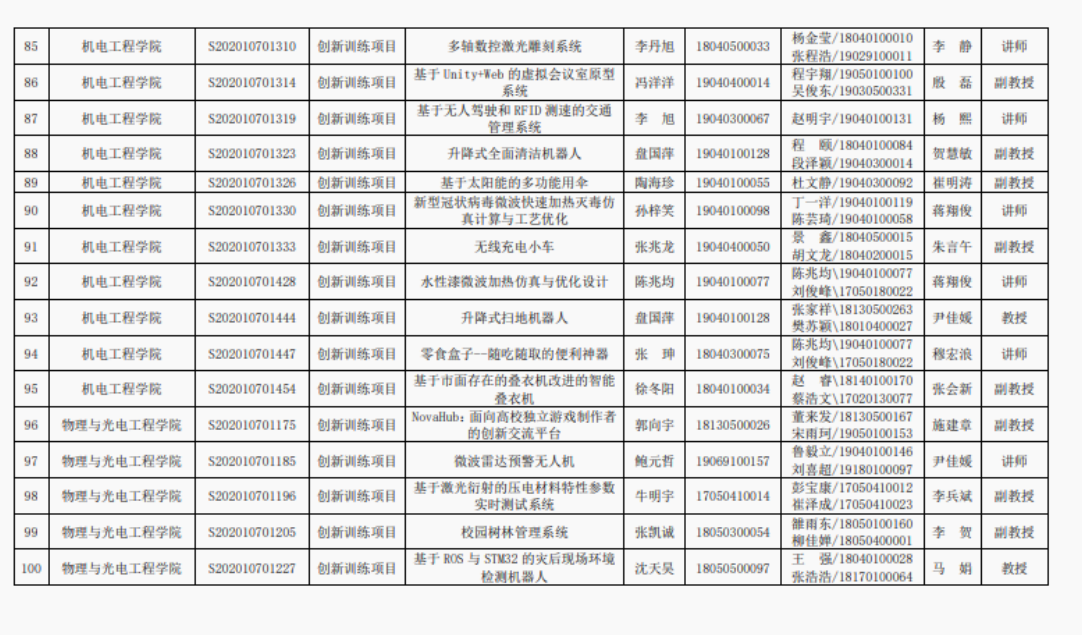 85 机电工程学院 S202010701310 创新训练项目 多轴数控激光雕刻系统 李丹旭 18040500033 杨金莹/18040100010 张程浩/19029100011 李 静 讲师
86 机电工程学院 S202010701314 创新训练项目 基于 Unity+Web 的虚拟会议室原型系统 冯洋洋 19040400014 程宇翔/19050100100 吴俊东/19030500331 殷 磊 副教授
87 机电工程学院 S202010701319 创新训练项目 基于无人驾驶和 RFID 测速的交通管理系统 李 旭 19040300067 赵明宇/19040100131 杨 熙 讲师
88 机电工程学院 S202010701323 创新训练项目 升降式全面清洁机器人 盘国萍 19040100128 程 颐/18040100084 段泽颖/19040300014 贺慧敏 副教授
89 机电工程学院 S202010701326 创新训练项目 基于太阳能的多功能用伞 陶海珍 19040100055 杜文静/19040300092 崔明涛 副教授
90 机电工程学院 S202010701330 创新训练项目 新型冠状病毒微波快速加热灭毒仿真计算与工艺优化 孙梓笑 19040100098 丁一洋/19040100119 陈芸琦/19040100058 蒋翔俊 讲师
91 机电工程学院 S202010701333 创新训练项目 无线充电小车 张兆龙 19040400050 景 鑫/18040500015 胡文龙/18040200015 朱言午 副教授
92 机电工程学院 S202010701428 创新训练项目 水性漆微波加热仿真与优化设计 陈兆均 19040100077 陈兆均\19040100077 刘俊峰\17050180022 蒋翔俊 讲师
93 机电工程学院 S202010701444 创新训练项目 升降式扫地机器人 盘国萍 19040100128 张家祥\18130500263 樊苏颖\18010400027 尹佳媛 教授
94 机电工程学院 S202010701447 创新训练项目 零食盒子--随吃随取的便利神器 张 珅 18040300075 陈兆均\19040100077 刘俊峰\17050180022 穆宏浪 讲师
95 机电工程学院 S202010701454 创新训练项目 基于市面存在的叠衣机改进的智能叠衣机 徐冬阳 18040100034 赵 睿\18140100170 蔡浩文\17020130077 张会新 副教授
96 物理与光电工程学院 S202010701175 创新训练项目 NovaHub：面向高校独立游戏制作者的创新交流平台 郭向宇 18130500026 董来发/18130500167 宋雨珂/19050100153 施建章 副教授
97 物理与光电工程学院 S202010701185 创新训练项目 微波雷达预警无人机 鲍元哲 19069100157 鲁毅立/19040100146 刘喜超/19180100097 尹佳媛 讲师
98 物理与光电工程学院 S202010701196 创新训练项目 基于激光衍射的压电材料特性参数实时测试系统 牛明宇 17050410014 彭宝康/17050410012 崔泽成/17050410023 李兵斌 副教授
99 物理与光电工程学院 S202010701205 创新训练项目 校园树林管理系统 张凯诚 18050300054 雒雨东/18050100160 柳佳婵/18050400001 李 贺 副教授
100 物理与光电工程学院 S202010701227 创新训练项目 基于 ROS 与 STM32 的灾后现场环境检测机器人 沈天昊 18050500097 王 强/18040100028 张浩浩/18170100064 马 娟 教授